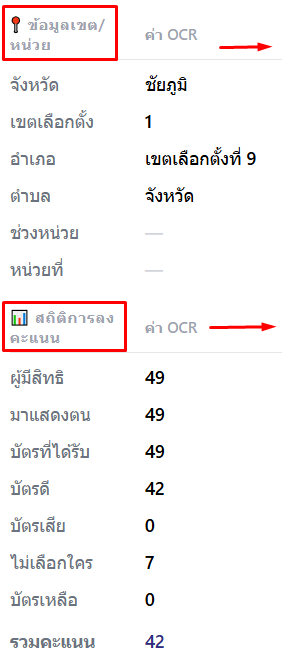 📍 ข้อมูลเขต/
หน่วย
ค่า OCR
จังหวัด ชัยภูมิ
เขตเลือกตั้ง 1
อำเภอ เขตเลือกตั้งที่ 9
ตำบล จังหวัด
ช่วงหน่วย —
หน่วยที่ —
📊 สถิติการลง
คะแนน
ค่า OCR
ผู้มีสิทธิ 49
มาแสดงตน 49
บัตรที่ได้รับ 49
บัตรดี 42
บัตรเสีย 0
ไม่เลือกใคร 7
บัตรเหลือ 0
รวมคะแนน 42